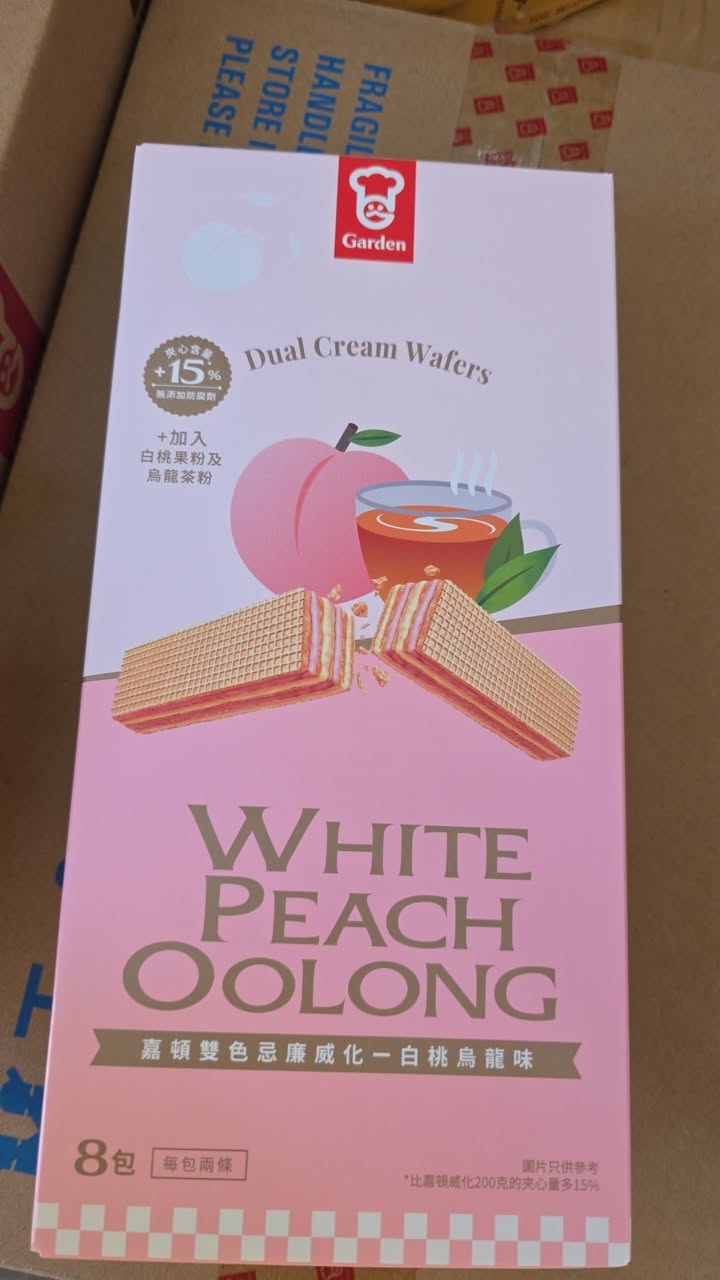 FRAGIL
HANDL
STORE
PLEASE
Garden
Dual Cream Wafers
夾心含量*
+15%
無添加防腐劑
+加入
白桃果粉及
烏龍茶粉
WHITE
PEACH
OOLONG
嘉頓雙色忌廉威化－白桃烏龍味
8包
每包兩條
圖片只供參考
*比嘉頓威化200克的夾心量多15%